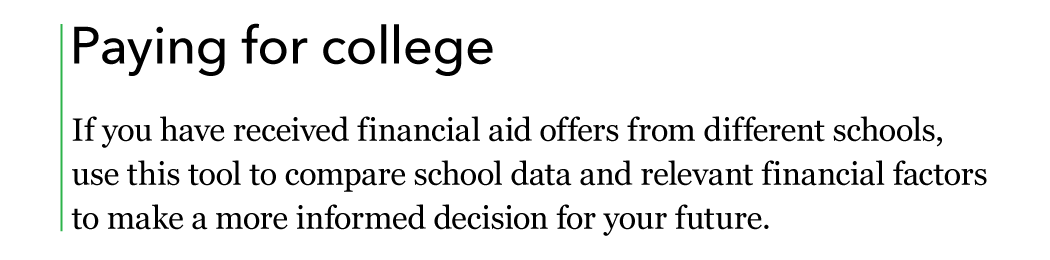 Paying for college
If you have received financial aid offers from different schools,
use this tool to compare school data and relevant financial factors
to make a more informed decision for your future.